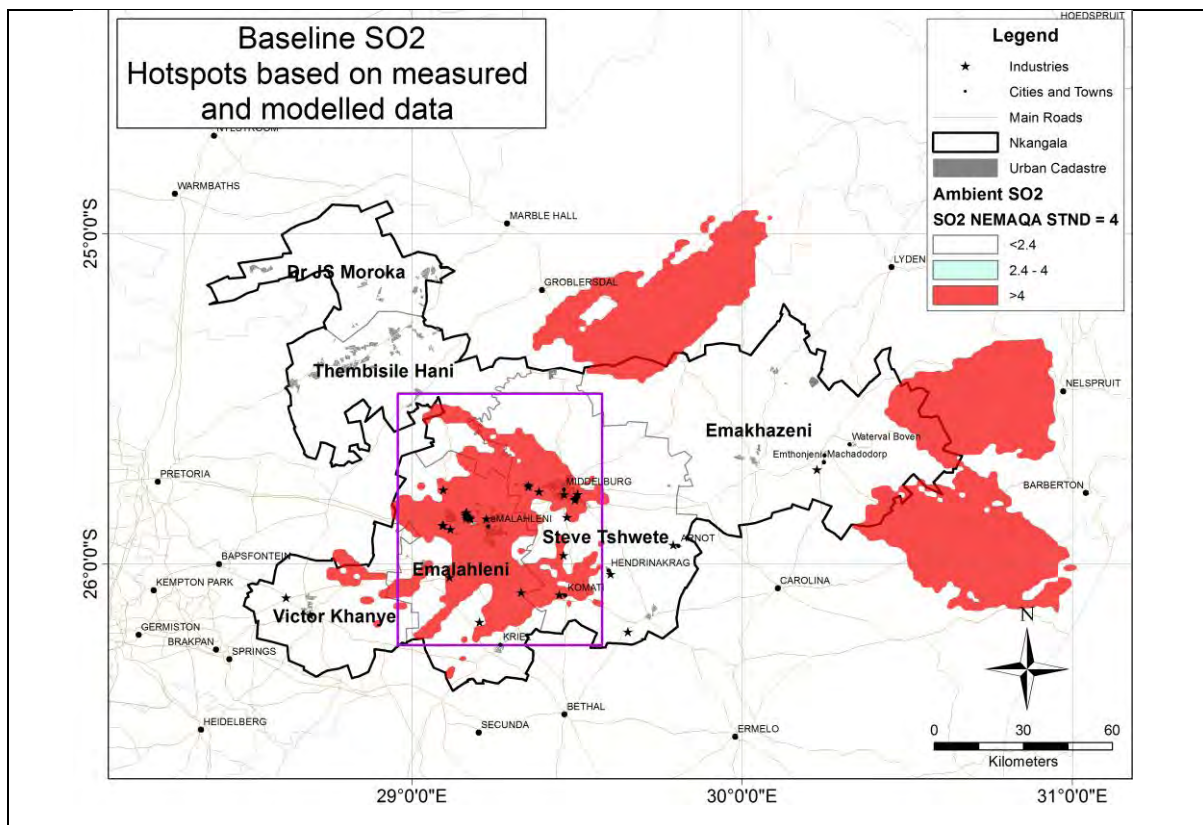 Baseline SO2
Hotspots based on measured
and modelled data
HOEDSPRUIT
Legend
Industries
Cities and Towns
Main Roads
Nkangala
Urban Cadastre
Ambient SO2
SO2 NEMAQA STND = 4
<2.4
2.4 - 4
>4
NYLSTROOM
WARMBATHS
MARBLE HALL
25°0'0"S
Dr JS Moroka
LYDEN
GROBLERSDAL
Thembisile Hani
NELSPRUIT
Emakhazeni
Waterval Boven
Emthonjeni
Machadodorp
PRETORIA
MIDDELBURG
BARBERTON
EMALAHLENI
Steve Tshwete
ARNOT
26°0'0"S
BAPSFONTEIN
Emalahleni
HENDRINAKRAG
KEMPTON PARK
KOMATI
CAROLINA
Victor Khanye
N
GERMISTON
KRIEL
BRAKPAN
SPRINGS
BETHAL
HEIDELBERG
SECUNDA
ERMELO
0 30 60
Kilometers
29°0'0"E
30°0'0"E
31°0'0"E